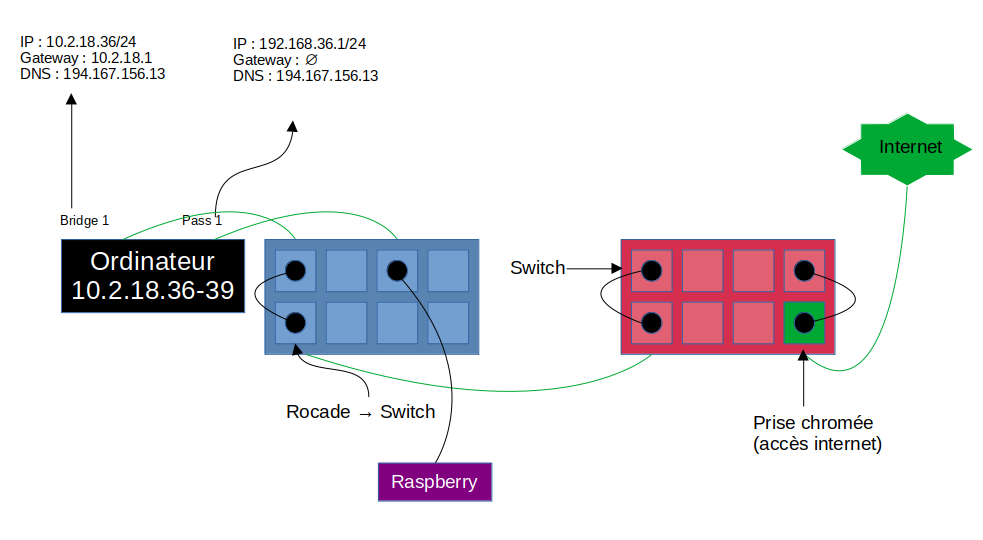 IP : 10.2.18.36/24
Gateway : 10.2.18.1
DNS : 194.167.156.13
IP : 192.168.36.1/24
Gateway : ∅
DNS : 194.167.156.13
Internet
Bridge 1
Pass 1
Ordinateur
10.2.18.36-39
Switch
Rocade → Switch
Prise chromée
(accès internet)
Raspberry